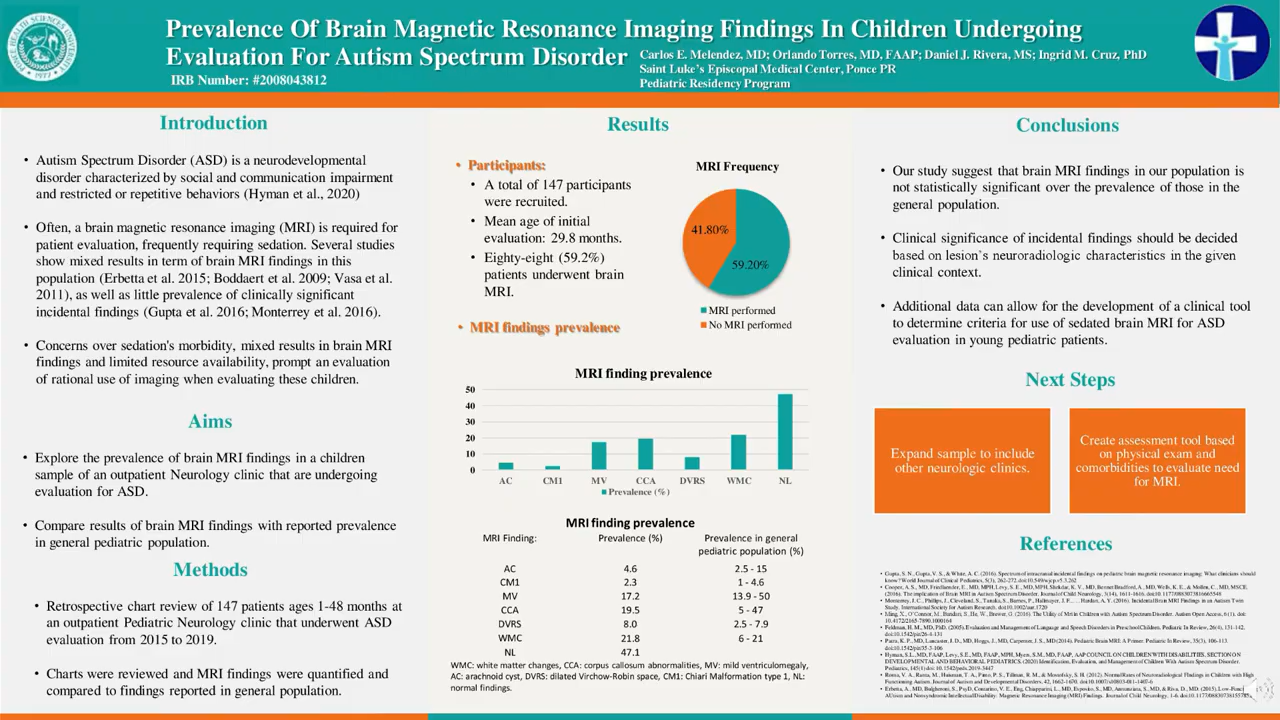 Prevalence Of Brain Magnetic Resonance Imaging Findings In Children Undergoing
Evaluation For Autism Spectrum Disorder
Carlos E. Melendez, MD; Orlando Torres, MD, FAAP; Daniel J. Rivera, MS; Ingrid M. Cruz, PhD
Saint Luke's Episcopal Medical Center, Ponce PR
Pediatric Residency Program
IRB Number: #2008043812
Introduction
• Autism Spectrum Disorder (ASD) is a neurodevelopmental
disorder characterized by social and communication impairment
and restricted or repetitive behaviors (Hyman et al., 2020)
• Often, a brain magnetic resonance imaging (MRI) is required for
patient evaluation, frequently requiring sedation. Several studies
show mixed results in term of brain MRI findings in this
population (Erbetta et al. 2015; Boddaert et al. 2009; Vasa et al.
2011), as well as little prevalence of clinically significant
incidental findings (Gupta et al. 2016; Monterrey et al. 2016).
• Concerns over sedation's morbidity, mixed results in brain MRI
findings and limited resource availability, prompt an evaluation
of rational use of imaging when evaluating these children.
Aims
• Explore the prevalence of brain MRI findings in a children
sample of an outpatient Neurology clinic that are undergoing
evaluation for ASD.
• Compare results of brain MRI findings with reported prevalence
in general pediatric population.
Methods
• Retrospective chart review of 147 patients ages 1-48 months at
an outpatient Pediatric Neurology clinic that underwent ASD
evaluation from 2015 to 2019.
• Charts were reviewed and MRI findings were quantified and
compared to findings reported in general population.
Results
• Participants:
• A total of 147 participants
were recruited.
• Mean age of initial
evaluation: 29.8 months.
• Eighty-eight (59.2%)
patients underwent brain
MRI.
MRI Frequency
41.80%
59.20%
MRI performed
No MRI performed
• MRI findings prevalence
MRI finding prevalence
50
40
30
20
10
0
AC CM1 MV CCA DVRS WMC NL
Prevalence (%)
MRI finding prevalence
MRI Finding: Prevalence (%) Prevalence in general
pediatric population (%)
AC 4.6 2.5 - 15
CM1 2.3 1 - 4.6
MV 17.2 13.9 - 50
CCA 19.5 5 - 47
DVRS 8.0 2.5 - 7.9
WMC 21.8 6 - 21
NL 47.1
WMC: white matter changes, CCA: corpus callosum abnormalities, MV: mild ventriculomegaly,
AC: arachnoid cyst, DVRS: dilated Virchow-Robin space, CM1: Chiari Malformation type 1, NL:
normal findings.
Conclusions
• Our study suggest that brain MRI findings in our population is
not statistically significant over the prevalence of those in the
general population.
• Clinical significance of incidental findings should be decided
based on lesion's neuroradiologic characteristics in the given
clinical context.
• Additional data can allow for the development of a clinical tool
to determine criteria for use of sedated brain MRI for ASD
evaluation in young pediatric patients.
Next Steps
Expand sample to include
other neurologic clinics.
Create assessment tool based
on physical exam and
comorbidities to evaluate need
for MRI.
References